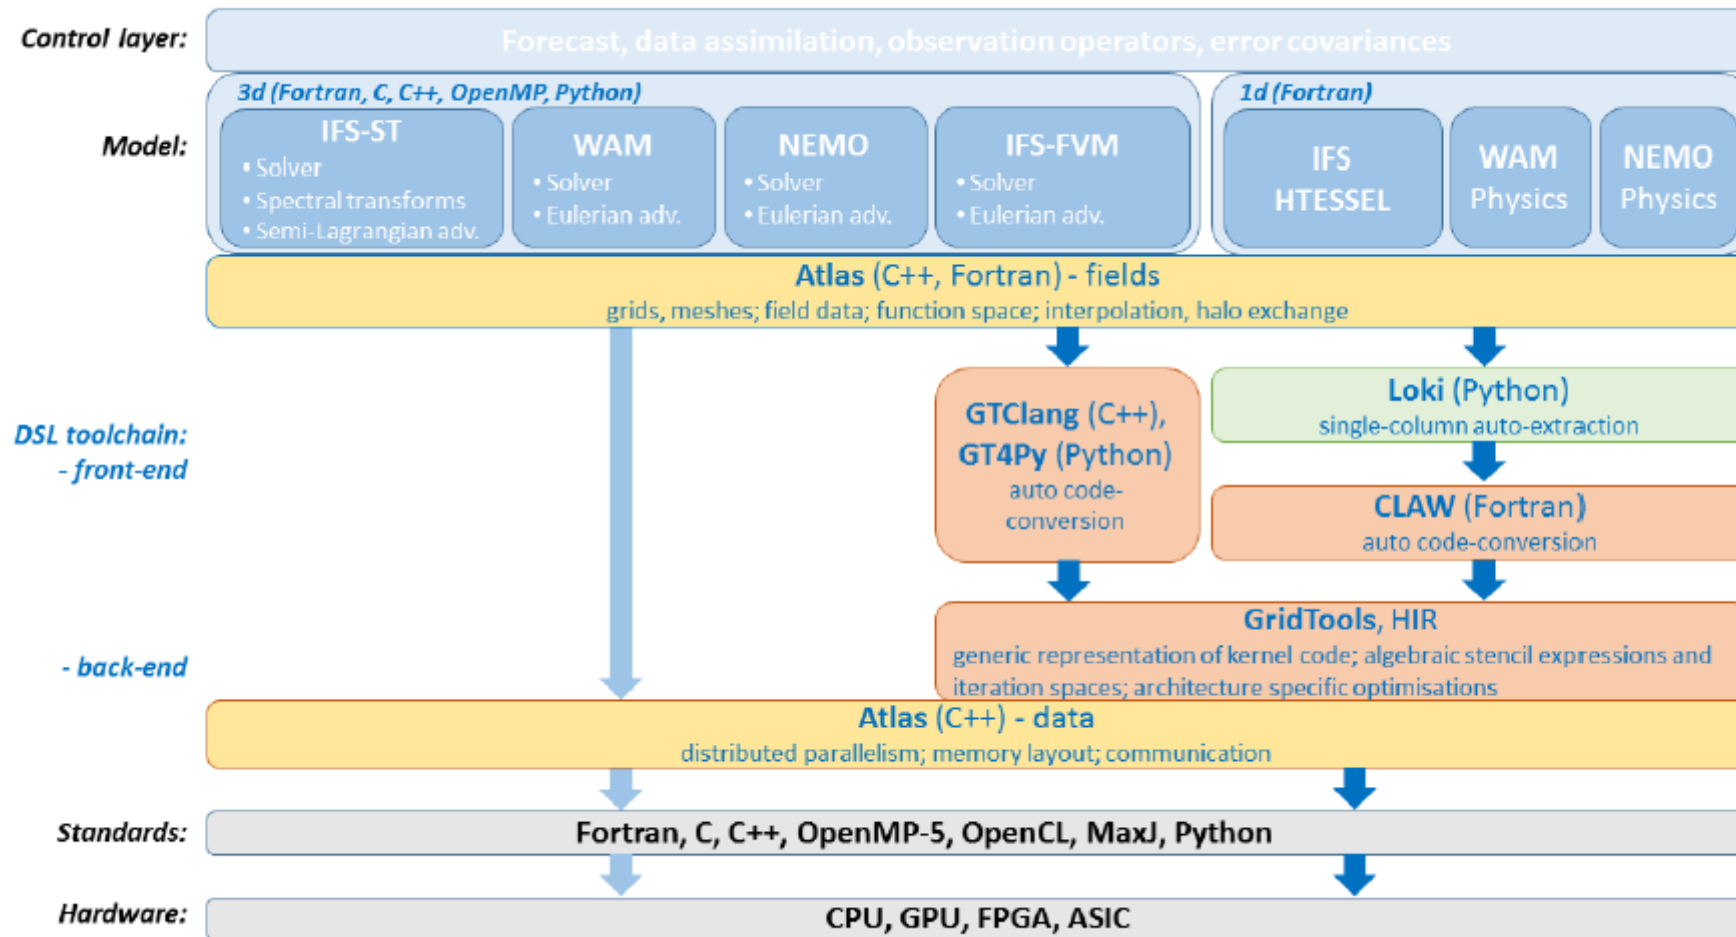 Control layer:
Forecast, data assimilation, observation operators, error covariances
3d (Fortran, C, C++, OpenMP, Python)
1d (Fortran)
Model:
IFS-ST
• Solver
• Spectral transforms
• Semi-Lagrangian adv.
WAM
• Solver
• Eulerian adv.
NEMO
• Solver
• Eulerian adv.
IFS-FVM
• Solver
• Eulerian adv.
IFS
HTESSEL
WAM
Physics
NEMO
Physics
Atlas (C++, Fortran) - fields
grids, meshes; field data; function space; interpolation, halo exchange
DSL toolchain:
- front-end
GTClang (C++),
GT4Py (Python)
auto code-
conversion
Loki (Python)
single-column auto-extraction
CLAW (Fortran)
auto code-conversion
- back-end
GridTools, HIR
generic representation of kernel code; algebraic stencil expressions and
iteration spaces; architecture specific optimisations
Atlas (C++) - data
distributed parallelism; memory layout; communication
Standards:
Fortran, C, C++, OpenMP-5, OpenCL, MaxJ, Python
Hardware:
CPU, GPU, FPGA, ASIC